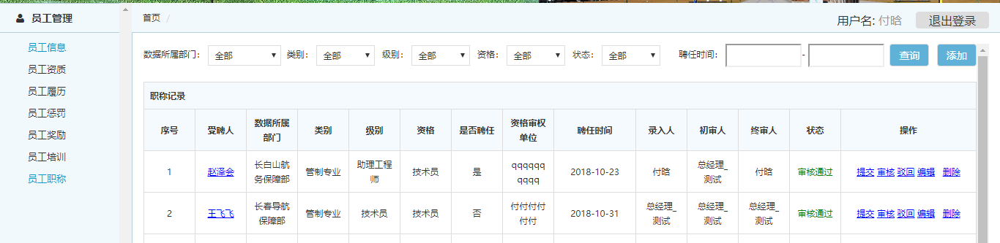 员工管理
员工信息
员工资质
员工履历
员工惩罚
员工奖励
员工培训
员工职称
首页 /
用户名: 付晗 退出登录
数据所属部门: 全部 类别: 全部 级别: 全部 资格: 全部 状态: 全部 聘任时间: - 查询 添加
职称记录
序号 受聘人 数据所属部门 类别 级别 资格 是否聘任 资格审权单位 聘任时间 录入人 初审人 终审人 状态 操作
1 赵泽会 长白山航务保障部 管制专业 助理工程师 技术员 是 qqqqqqqqqq 2018-10-23 付晗 总经理_测试 付晗 审核通过 提交 审核 驳回 编辑 删除
2 王飞飞 长春导航保障部 管制专业 技术员 技术员 否 付付付付付付 2018-10-31 总经理_测试 总经理_测试 总经理_测试 审核通过 提交 审核 驳回 编辑 删除